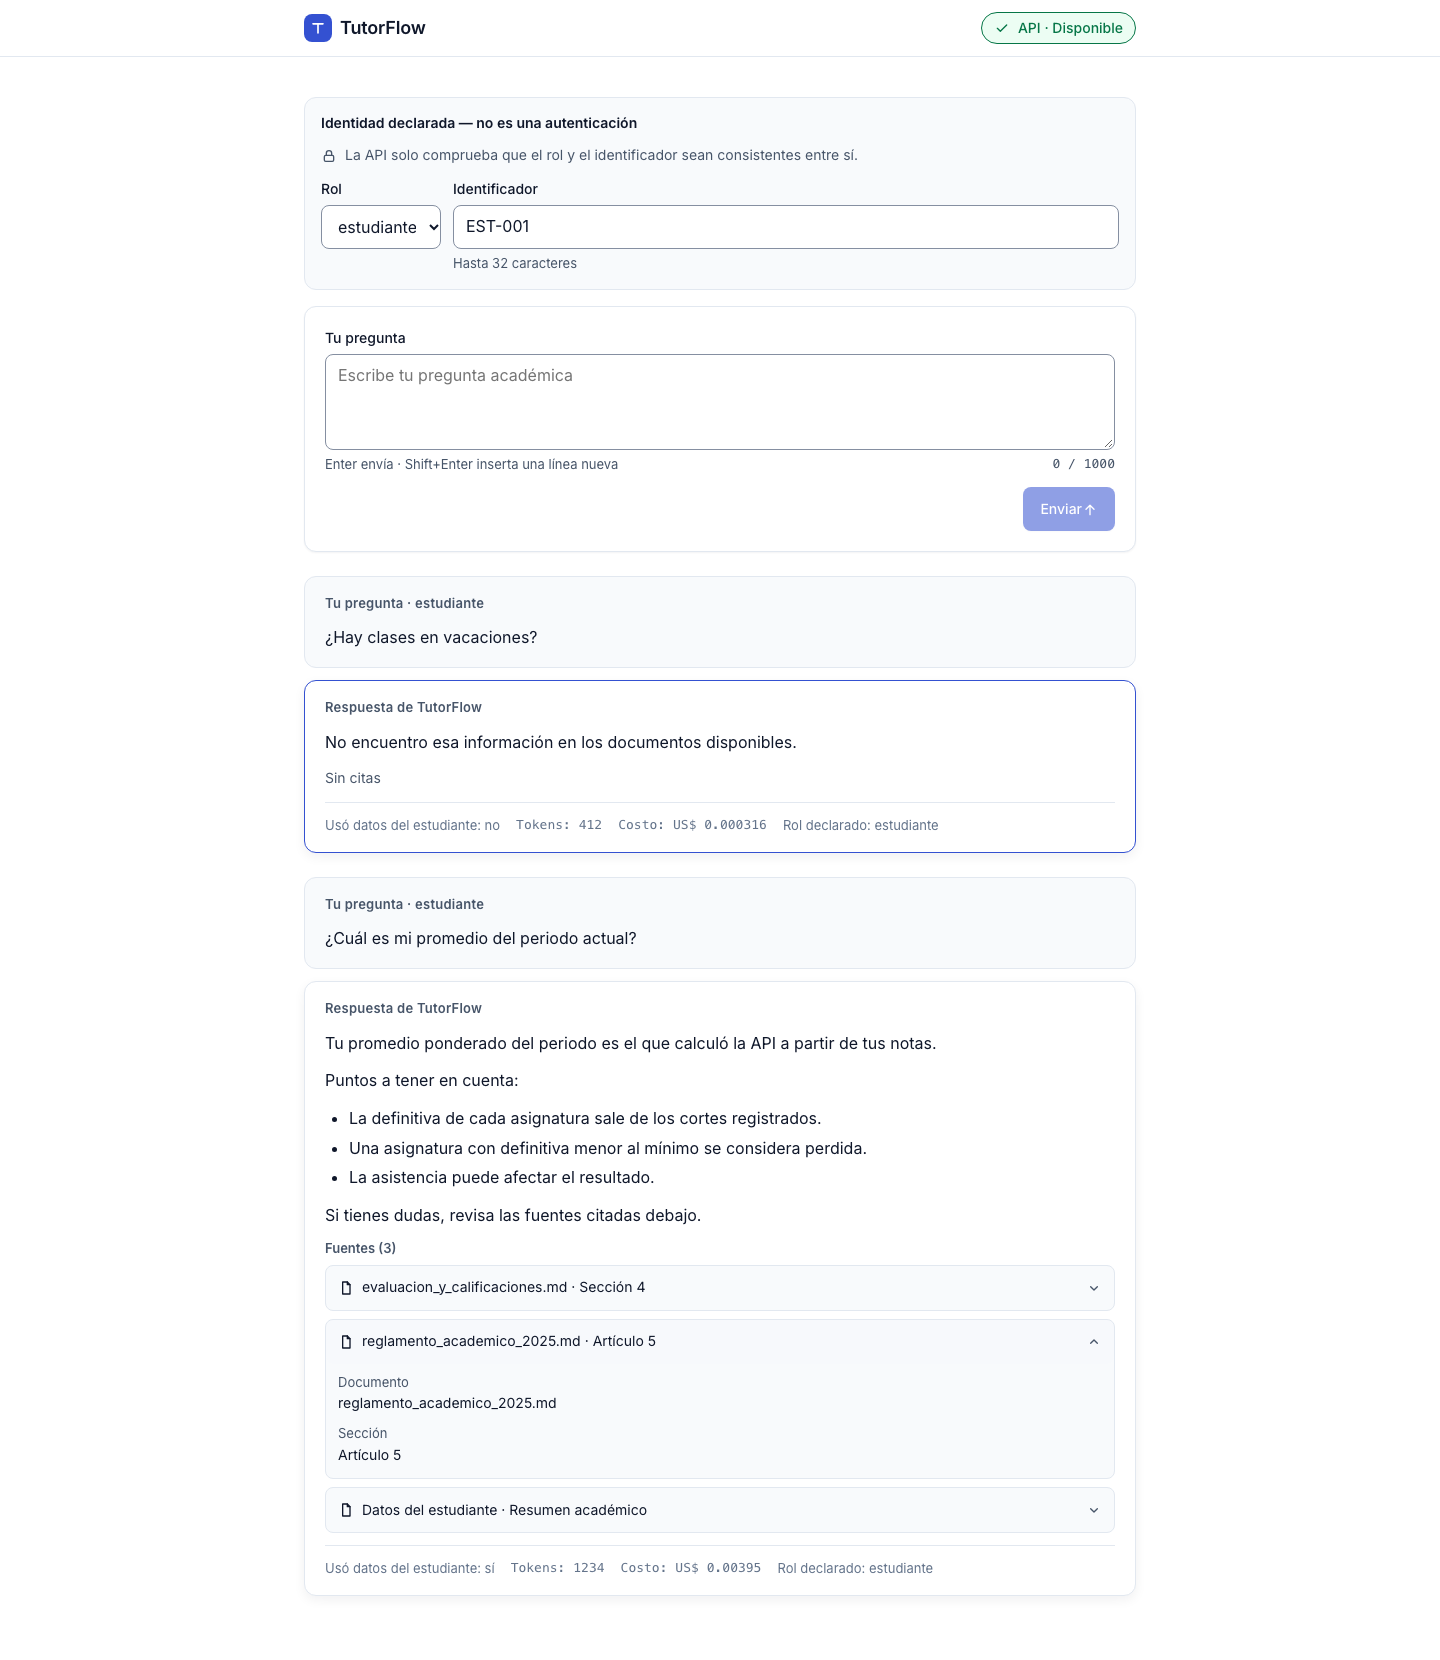 T TutorFlow
API · Disponible
Identidad declarada — no es una autenticación
La API solo comprueba que el rol y el identificador sean consistentes entre sí.
Rol
Identificador
estudiante
EST-001
Hasta 32 caracteres
Tu pregunta
Escribe tu pregunta académica
Enter envía · Shift+Enter inserta una línea nueva
0 / 1000
Enviar↑
Tu pregunta · estudiante
¿Hay clases en vacaciones?
Respuesta de TutorFlow
No encuentro esa información en los documentos disponibles.
Sin citas
Usó datos del estudiante: no Tokens: 412 Costo: US$ 0.000316 Rol declarado: estudiante
Tu pregunta · estudiante
¿Cuál es mi promedio del periodo actual?
Respuesta de TutorFlow
Tu promedio ponderado del periodo es el que calculó la API a partir de tus notas.
Puntos a tener en cuenta:
• La definitiva de cada asignatura sale de los cortes registrados.
• Una asignatura con definitiva menor al mínimo se considera perdida.
• La asistencia puede afectar el resultado.
Si tienes dudas, revisa las fuentes citadas debajo.
Fuentes (3)
evaluacion_y_calificaciones.md · Sección 4
reglamento_academico_2025.md · Artículo 5
Documento
reglamento_academico_2025.md
Sección
Artículo 5
Datos del estudiante · Resumen académico
Usó datos del estudiante: sí Tokens: 1234 Costo: US$ 0.00395 Rol declarado: estudiante